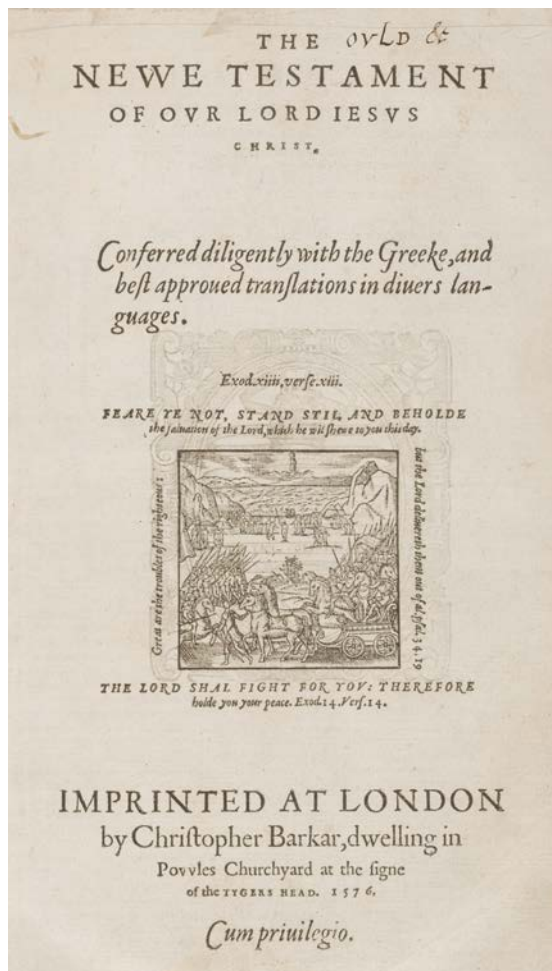 THE OVLD &
NEWE TESTAMENT
OF OVR LORD IESVS
CHRIST.
Conferred diligently with the Greeke, and
beſt approued tranſlations in diuers lan-
guages.
Exod.xiiii,verſe.xiii.
FEARE YE NOT, STAND STIL, AND BEHOLDE
the ſaluation of the Lord, which he wil ſhewe to you this day.
Great are the troubles of the righteous:
but the Lord deliuereth them out of al. Pſal. 34.19
THE LORD SHAL FIGHT FOR YOV: THEREFORE
holde you your peace. Exod.14.Verſ.14.
IMPRINTED AT LONDON
by Chriſtopher Barkar, dwelling in
Povvles Churchyard at the ſigne
of the TYGERS HEAD. 1576.
Cum priuilegio.